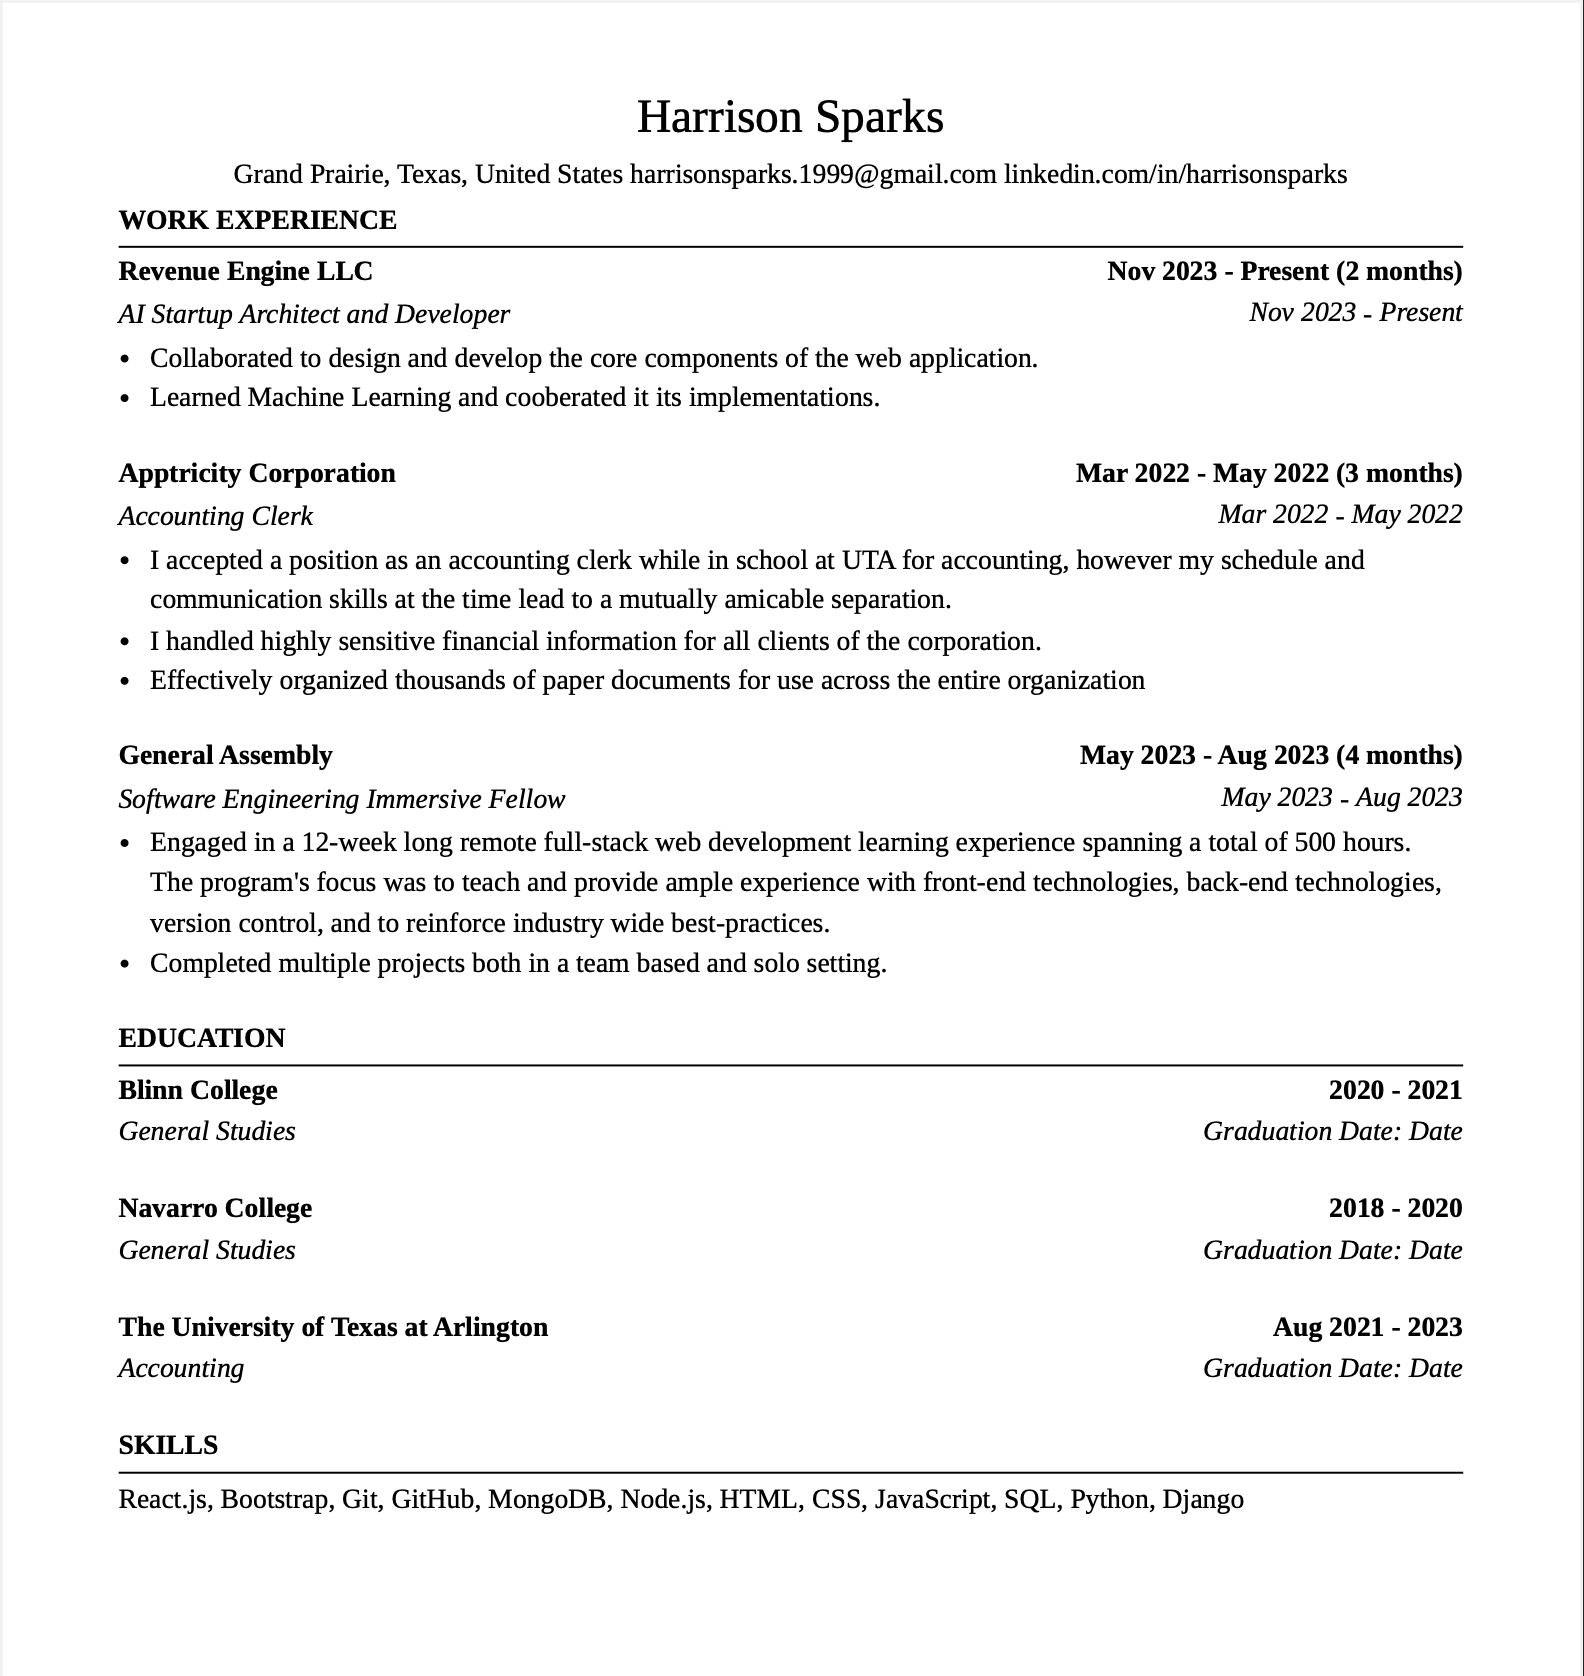 Harrison Sparks
Grand Prairie, Texas, United States harrisonsparks.1999@gmail.com linkedin.com/in/harrisonsparks
WORK EXPERIENCE
Revenue Engine LLC Nov 2023 - Present (2 months)
AI Startup Architect and Developer Nov 2023 - Present
• Collaborated to design and develop the core components of the web application.
• Learned Machine Learning and cooberated it its implementations.
Apptricity Corporation Mar 2022 - May 2022 (3 months)
Accounting Clerk Mar 2022 - May 2022
• I accepted a position as an accounting clerk while in school at UTA for accounting, however my schedule and
communication skills at the time lead to a mutually amicable separation.
• I handled highly sensitive financial information for all clients of the corporation.
• Effectively organized thousands of paper documents for use across the entire organization
General Assembly May 2023 - Aug 2023 (4 months)
Software Engineering Immersive Fellow May 2023 - Aug 2023
• Engaged in a 12-week long remote full-stack web development learning experience spanning a total of 500 hours.
The program's focus was to teach and provide ample experience with front-end technologies, back-end technologies,
version control, and to reinforce industry wide best-practices.
• Completed multiple projects both in a team based and solo setting.
EDUCATION
Blinn College 2020 - 2021
General Studies Graduation Date: Date
Navarro College 2018 - 2020
General Studies Graduation Date: Date
The University of Texas at Arlington Aug 2021 - 2023
Accounting Graduation Date: Date
SKILLS
React.js, Bootstrap, Git, GitHub, MongoDB, Node.js, HTML, CSS, JavaScript, SQL, Python, Django